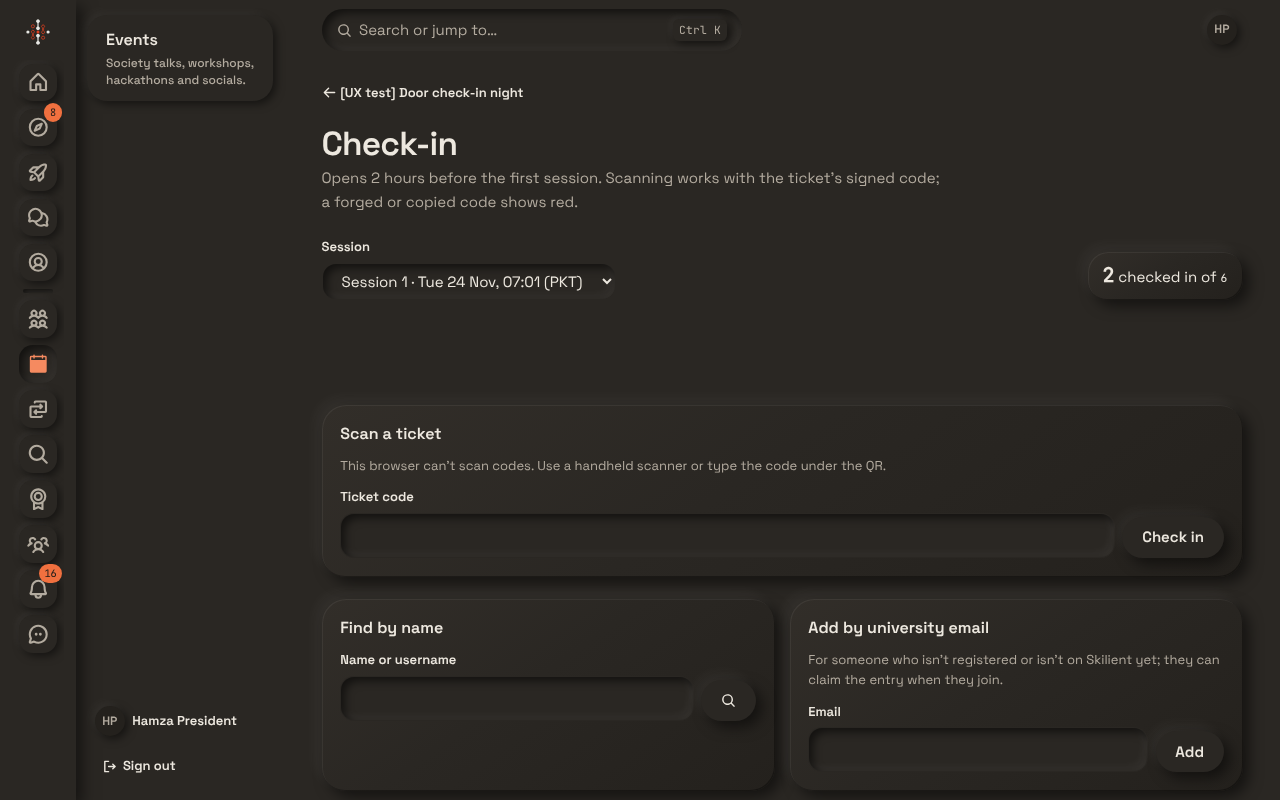 Events
Society talks, workshops,
hackathons and socials.
Search or jump to…
Ctrl K
HP
8
16
← [UX test] Door check-in night
Check-in
Opens 2 hours before the first session. Scanning works with the ticket's signed code;
a forged or copied code shows red.
Session
Session 1 · Tue 24 Nov, 07:01 (PKT)
2 checked in of 6
Scan a ticket
This browser can't scan codes. Use a handheld scanner or type the code under the QR.
Ticket code
Check in
Find by name
Name or username
Add by university email
For someone who isn't registered or isn't on Skilient yet; they can
claim the entry when they join.
Email
Add
HP Hamza President
Sign out